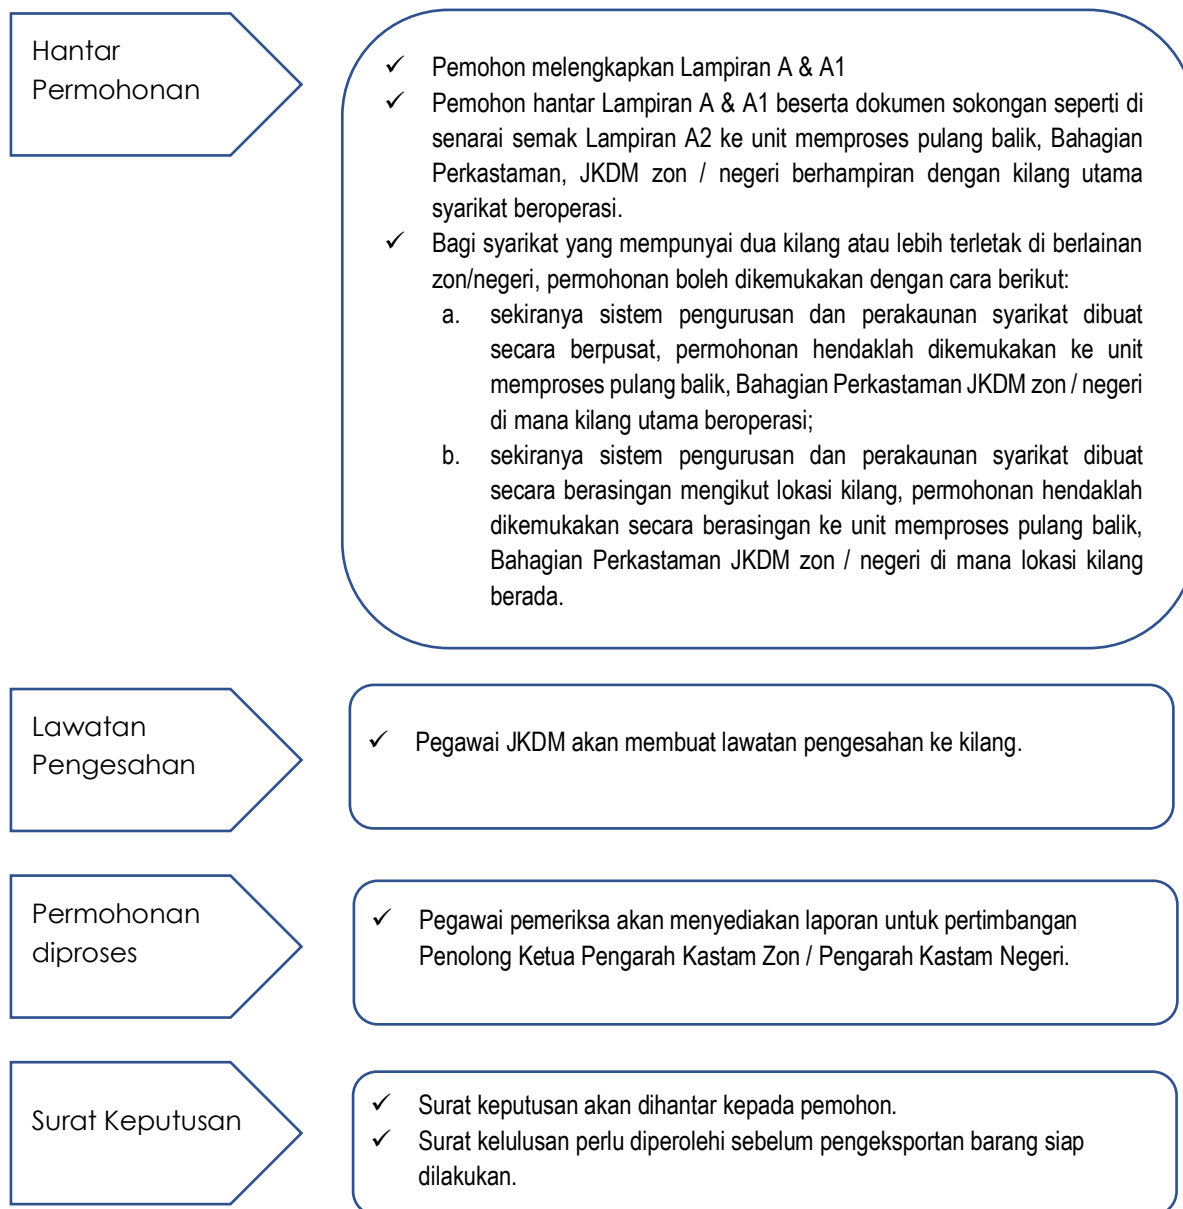 Hantar
Permohonan
✓ Pemohon melengkapkan Lampiran A & A1
✓ Pemohon hantar Lampiran A & A1 beserta dokumen sokongan seperti di
senarai semak Lampiran A2 ke unit memproses pulang balik, Bahagian
Perkastaman, JKDM zon / negeri berhampiran dengan kilang utama
syarikat beroperasi.
✓ Bagi syarikat yang mempunyai dua kilang atau lebih terletak di berlainan
zon/negeri, permohonan boleh dikemukakan dengan cara berikut:
a. sekiranya sistem pengurusan dan perakaunan syarikat dibuat
secara berpusat, permohonan hendaklah dikemukakan ke unit
memproses pulang balik, Bahagian Perkastaman JKDM zon / negeri
di mana kilang utama beroperasi;
b. sekiranya sistem pengurusan dan perakaunan syarikat dibuat
secara berasingan mengikut lokasi kilang, permohonan hendaklah
dikemukakan secara berasingan ke unit memproses pulang balik,
Bahagian Perkastaman JKDM zon / negeri di mana lokasi kilang
berada.
Lawatan
Pengesahan
✓ Pegawai JKDM akan membuat lawatan pengesahan ke kilang.
Permohonan
diproses
✓ Pegawai pemeriksa akan menyediakan laporan untuk pertimbangan
Penolong Ketua Pengarah Kastam Zon / Pengarah Kastam Negeri.
Surat Keputusan
✓ Surat keputusan akan dihantar kepada pemohon.
✓ Surat kelulusan perlu diperolehi sebelum pengeksportan barang siap
dilakukan.